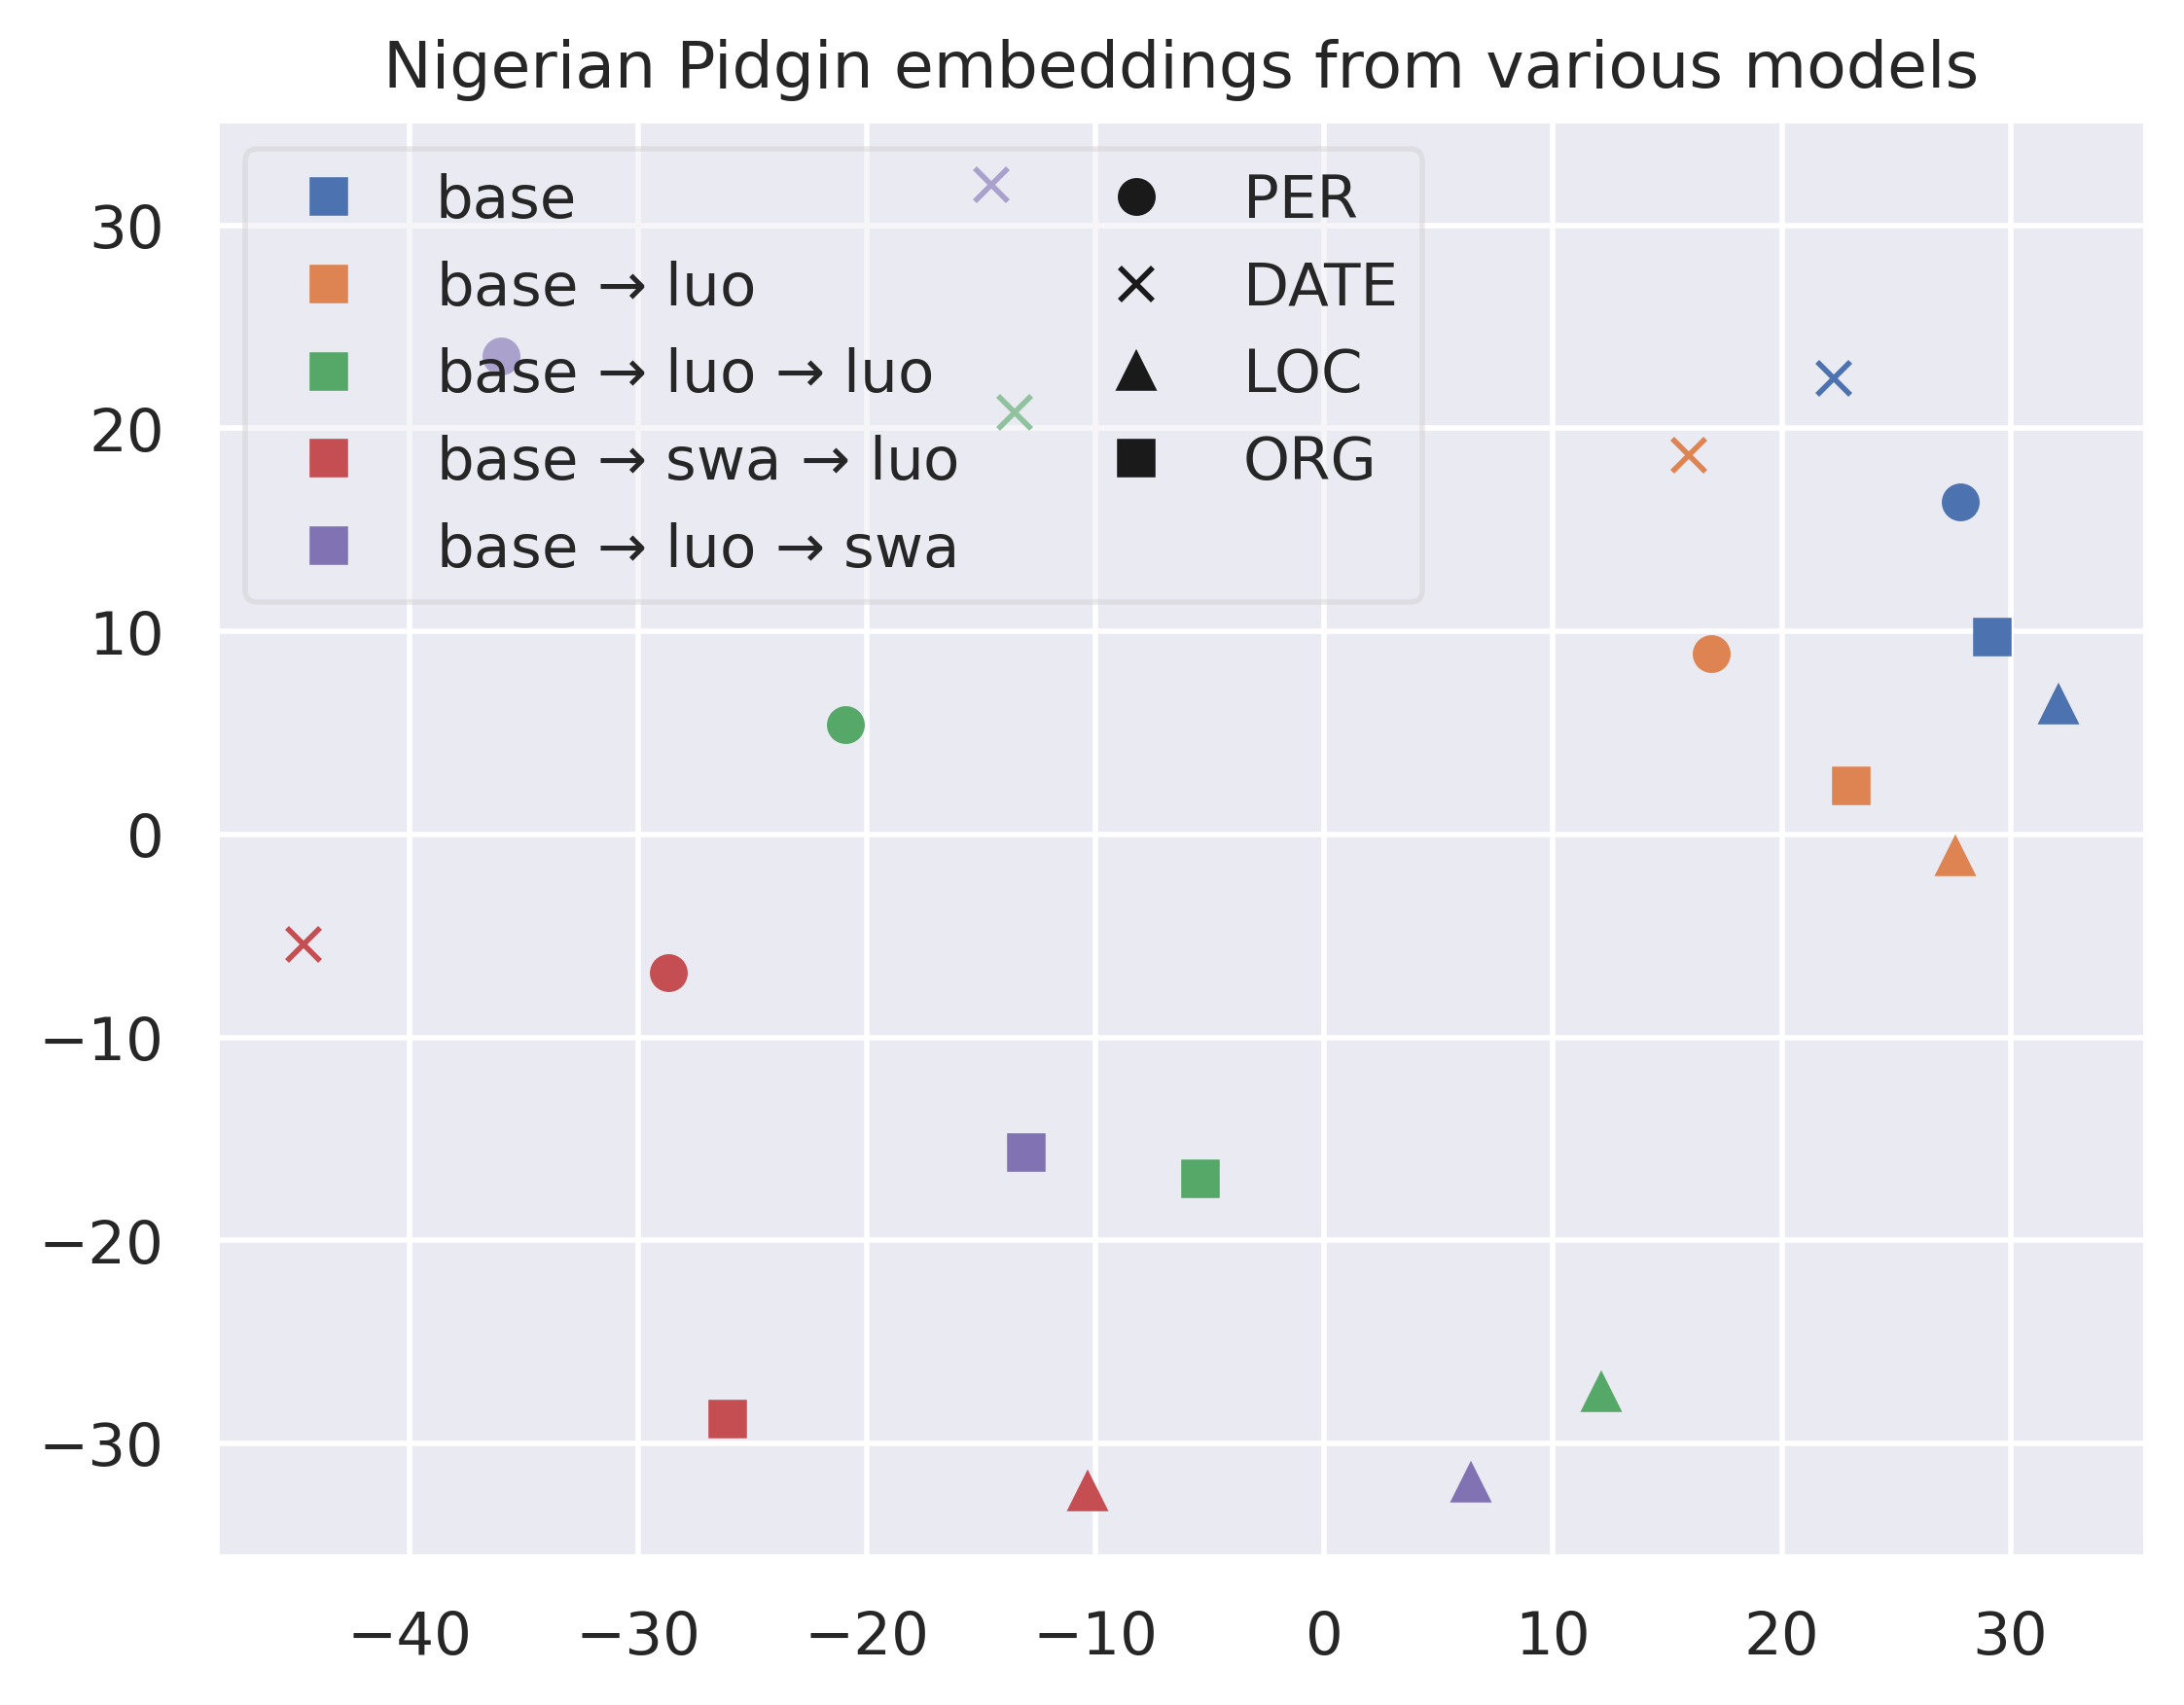 Nigerian Pidgin embeddings from various models
base
base → luo
base → luo → luo
base → swa → luo
base → luo → swa
PER
DATE
LOC
ORG
30
20
10
0
−10
−20
−30
−40 −30 −20 −10 0 10 20 30